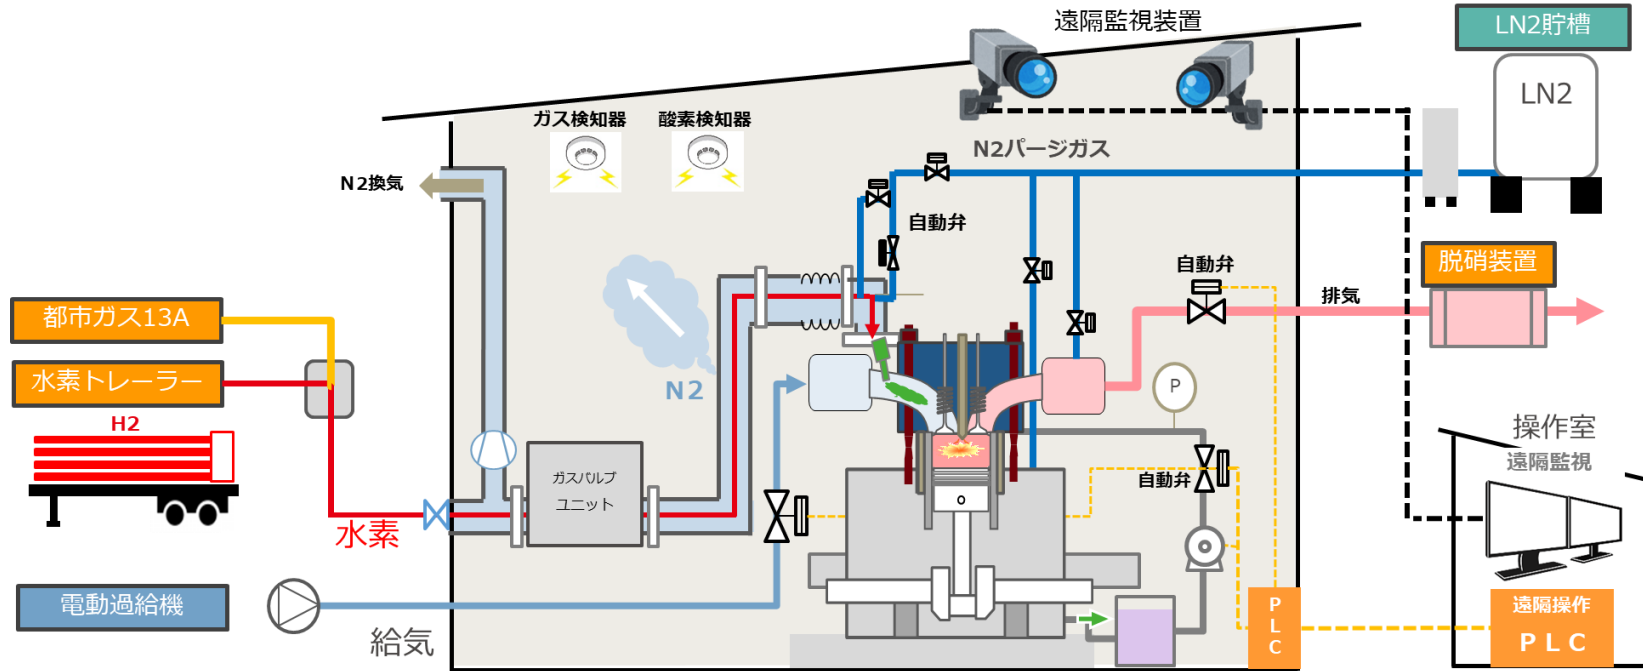 遠隔監視装置
LN2貯槽
LN2
ガス検知器
酸素検知器
N2パージガス
N2換気
自動弁
自動弁
脱硝装置
排気
都市ガス13A
水素トレーラー
H2
N2
P
操作室
遠隔監視
ガスバルブ
ユニット
自動弁
水素
電動過給機
給気
PLC
遠隔操作
PLC